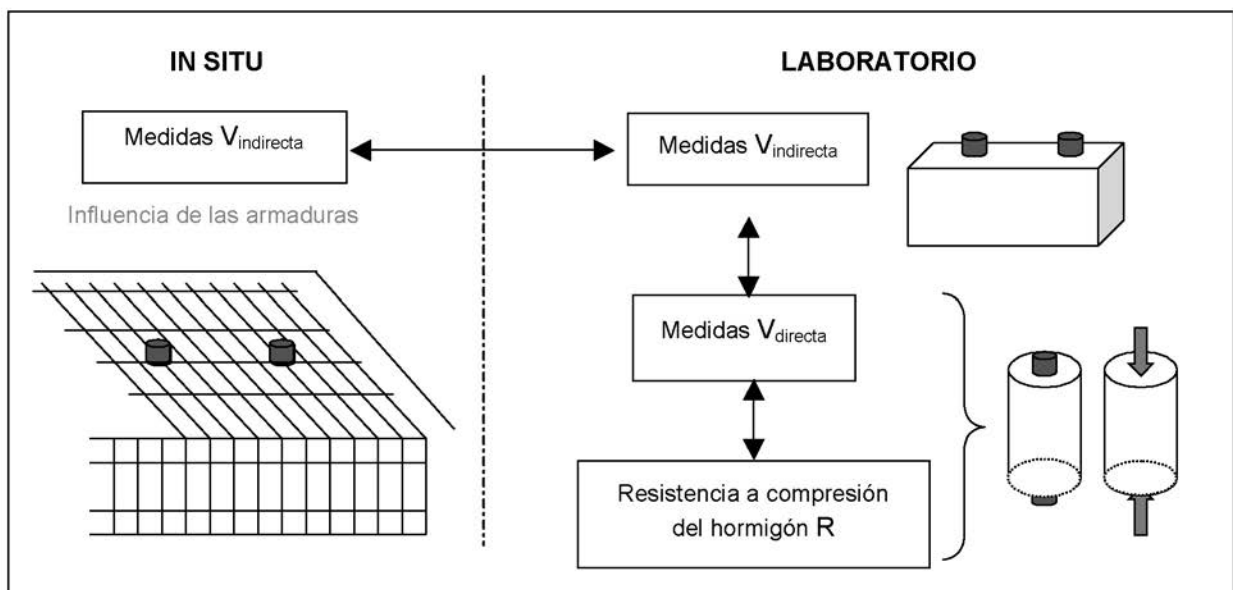 IN SITU
Medidas Vindirecta
Influencia de las armaduras
LABORATORIO
Medidas Vindirecta
Medidas Vdirecta
Resistencia a compresión
del hormigón R